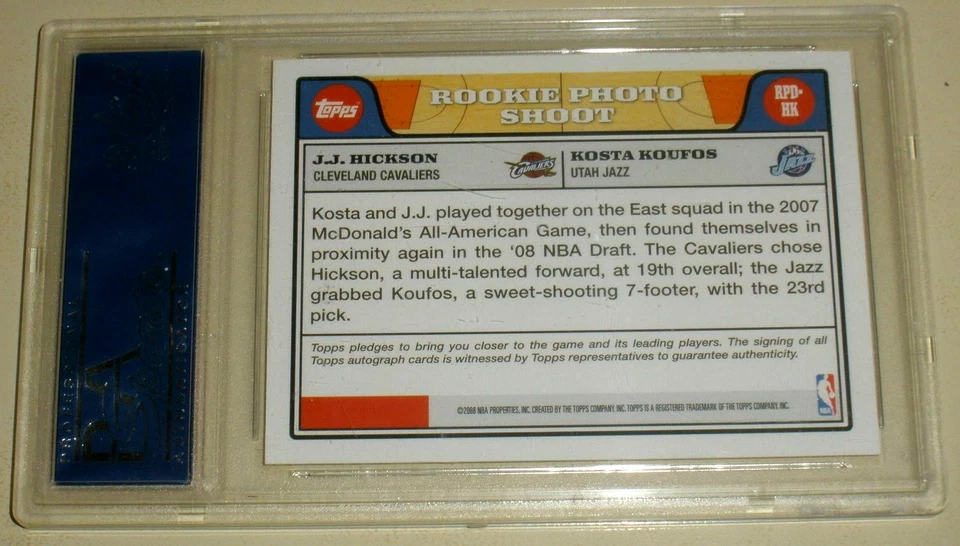 topps
ROOKIE PHOTO
SHOOT
RPD-
HK
J.J. HICKSON
CLEVELAND CAVALIERS
CAVALIERS
KOSTA KOUFOS
UTAH JAZZ
JAZZ
Kosta and J.J. played together on the East squad in the 2007
McDonald's All-American Game, then found themselves in
proximity again in the '08 NBA Draft. The Cavaliers chose
Hickson, a multi-talented forward, at 19th overall; the Jazz
grabbed Koufos, a sweet-shooting 7-footer, with the 23rd
pick.
Topps pledges to bring you closer to the game and its leading players. The signing of all
Topps autograph cards is witnessed by Topps representatives to guarantee authenticity.
©2008 NBA PROPERTIES, INC. CREATED BY THE TOPPS COMPANY, INC. TOPPS IS A REGISTERED TRADEMARK OF THE TOPPS COMPANY, INC.
NBA